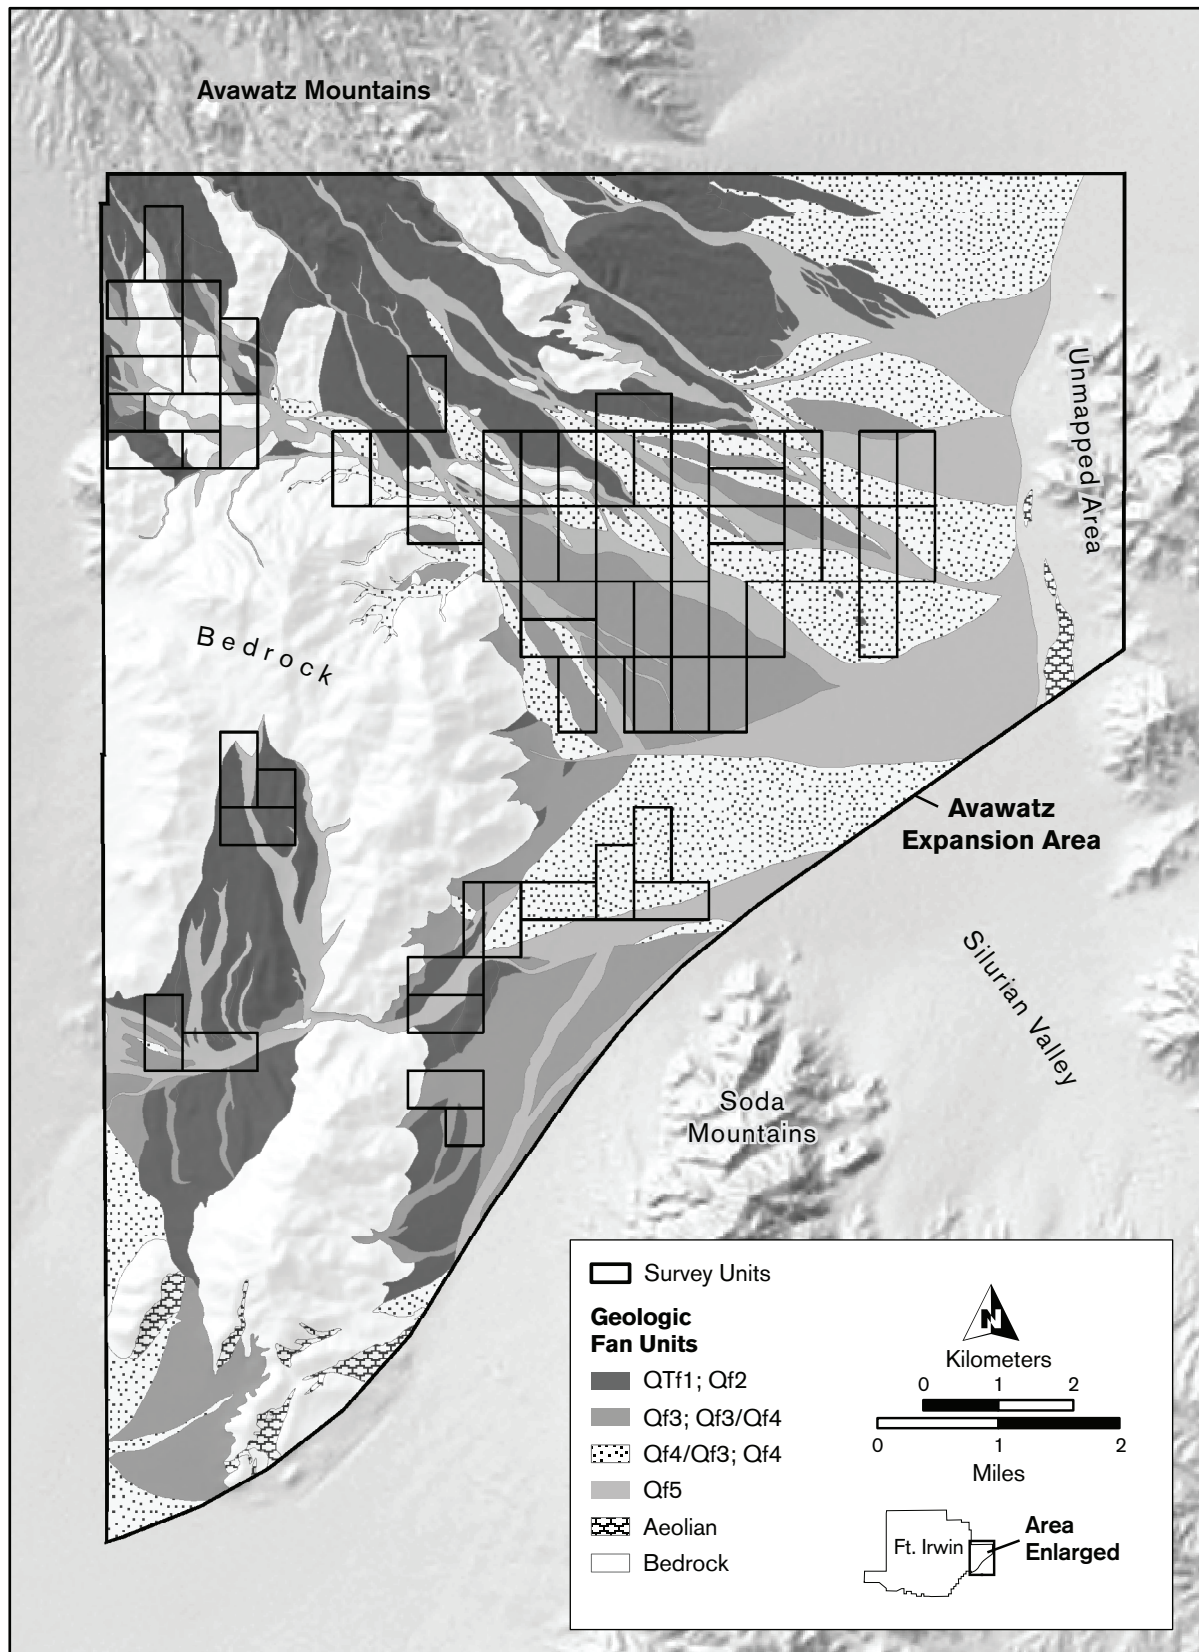 Avawatz Mountains
Unmapped Area
Bedrock
Avawatz
Expansion Area
Silurian Valley
Soda
Mountains
Survey Units
Geologic
Fan Units
QTf1; Qf2
Qf3; Qf3/Qf4
Qf4/Qf3; Qf4
Qf5
Aeolian
Bedrock
N
Kilometers
0 1 2
0 1 2
Miles
Ft. Irwin
Area
Enlarged